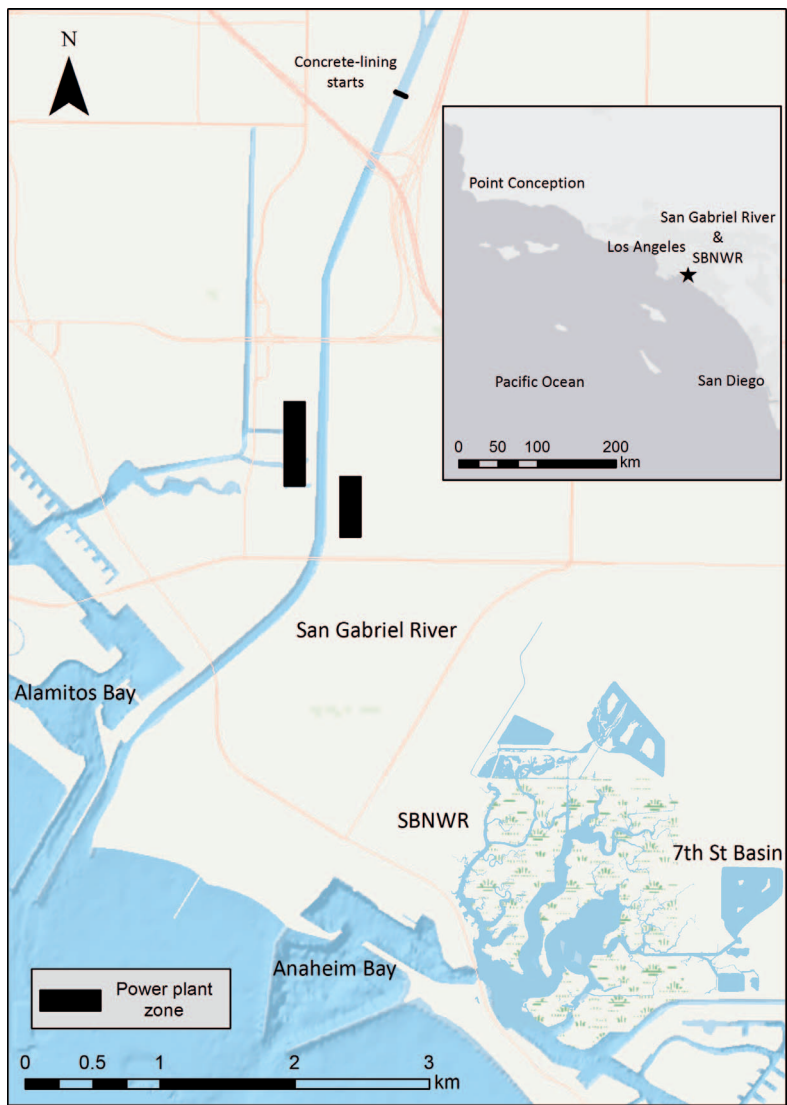 N
Concrete-lining
starts
Point Conception
San Gabriel River
&
Los Angeles
SBNWR
Pacific Ocean
San Diego
0 50 100 200
km
San Gabriel River
Alamitos Bay
SBNWR
7th St Basin
Anaheim Bay
Power plant
zone
0 0.5 1 2 3
km